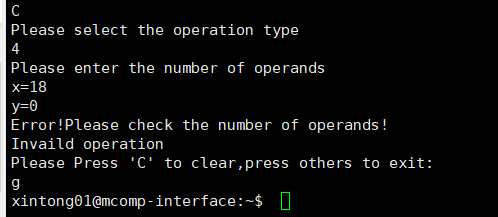 C
Please select the operation type
4
Please enter the number of operands
x=18
y=0
Error!Please check the number of operands!
Invaild operation
Please Press 'C' to clear,press others to exit:
g
xintong01@mcomp-interface:~$